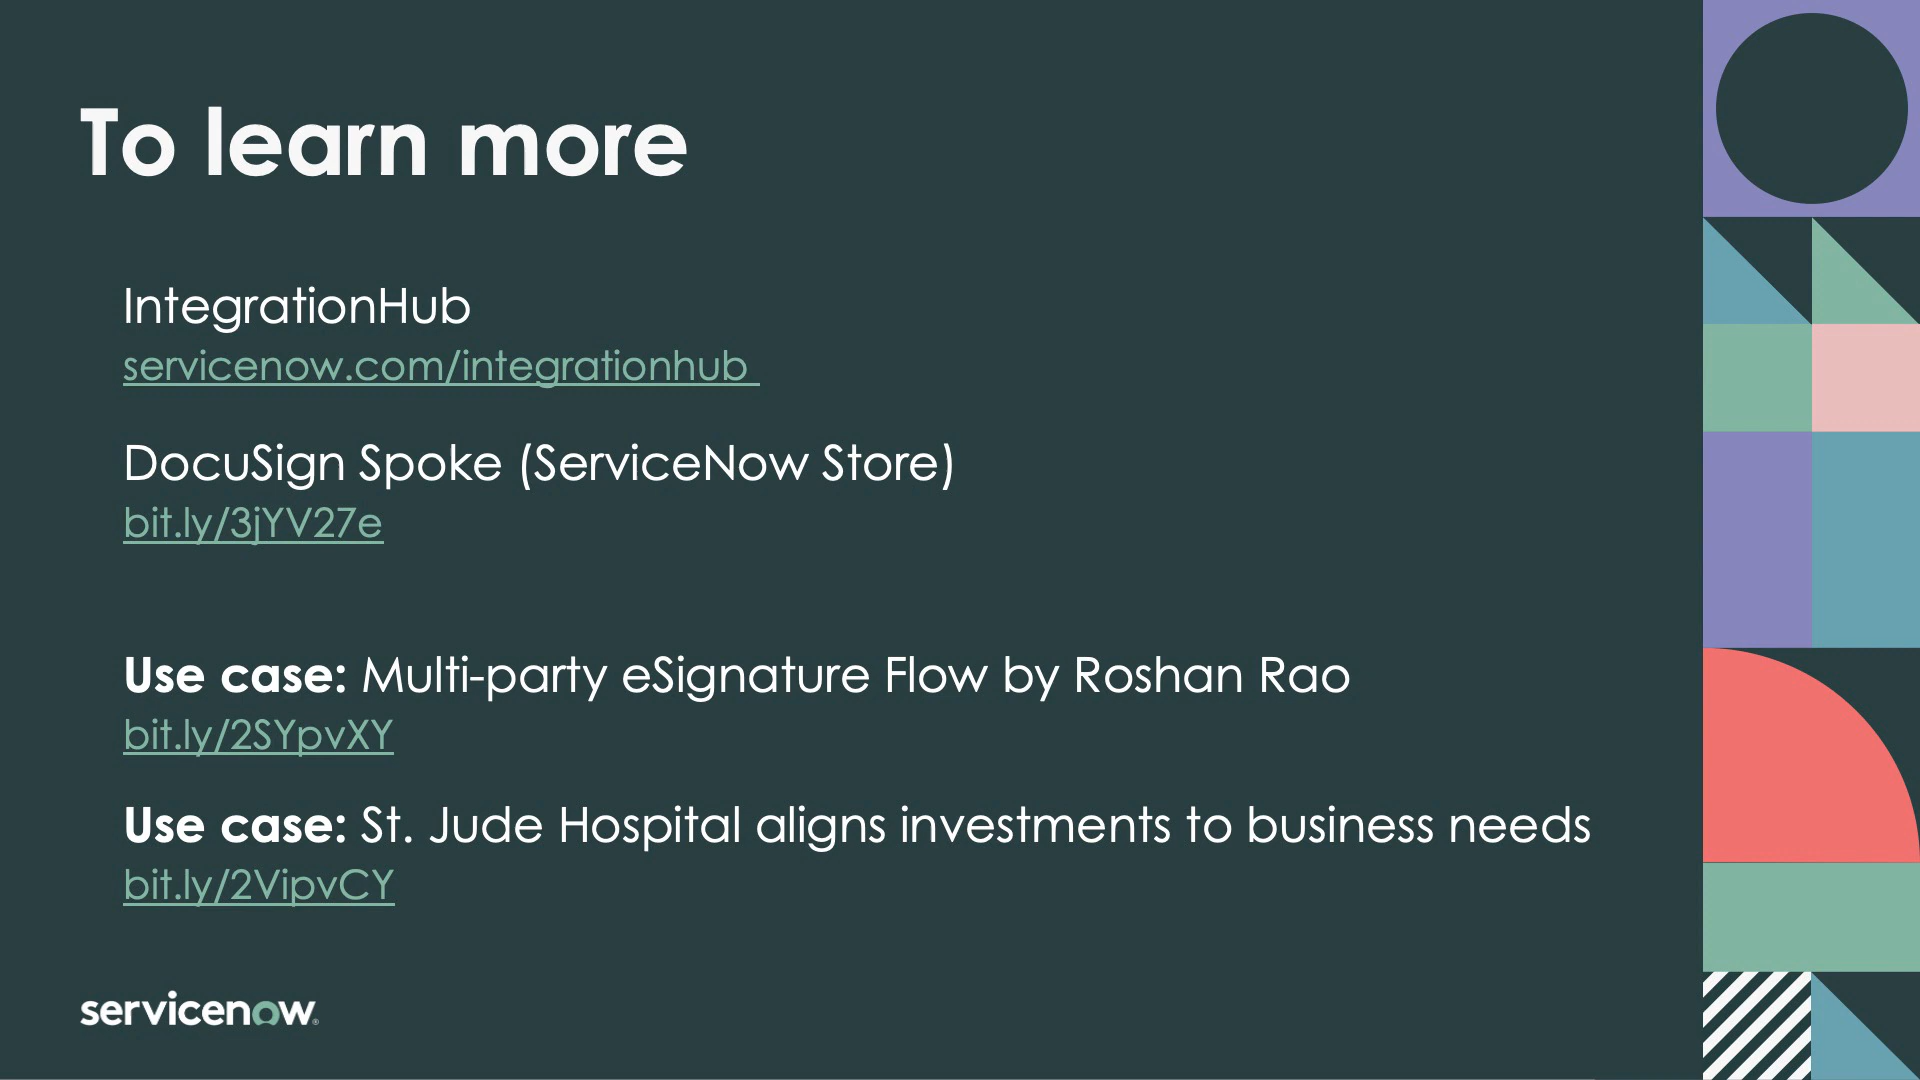 To learn more
IntegrationHub
servicenow.com/integrationhub
DocuSign Spoke (ServiceNow Store)
bit.ly/3jYV27e
Use case: Multi-party eSignature Flow by Roshan Rao
bit.ly/2SYpvXY
Use case: St. Jude Hospital aligns investments to business needs
bit.ly/2VipvCY
servicenow®